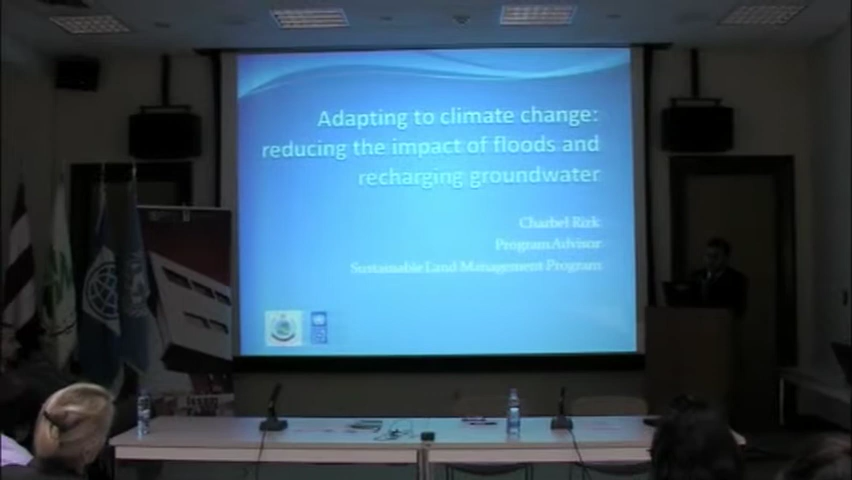 Adapting to climate change:
reducing the impact of floods and
recharging groundwater
Charbel Rizk
Program Advisor
Sustainable Land Management Program